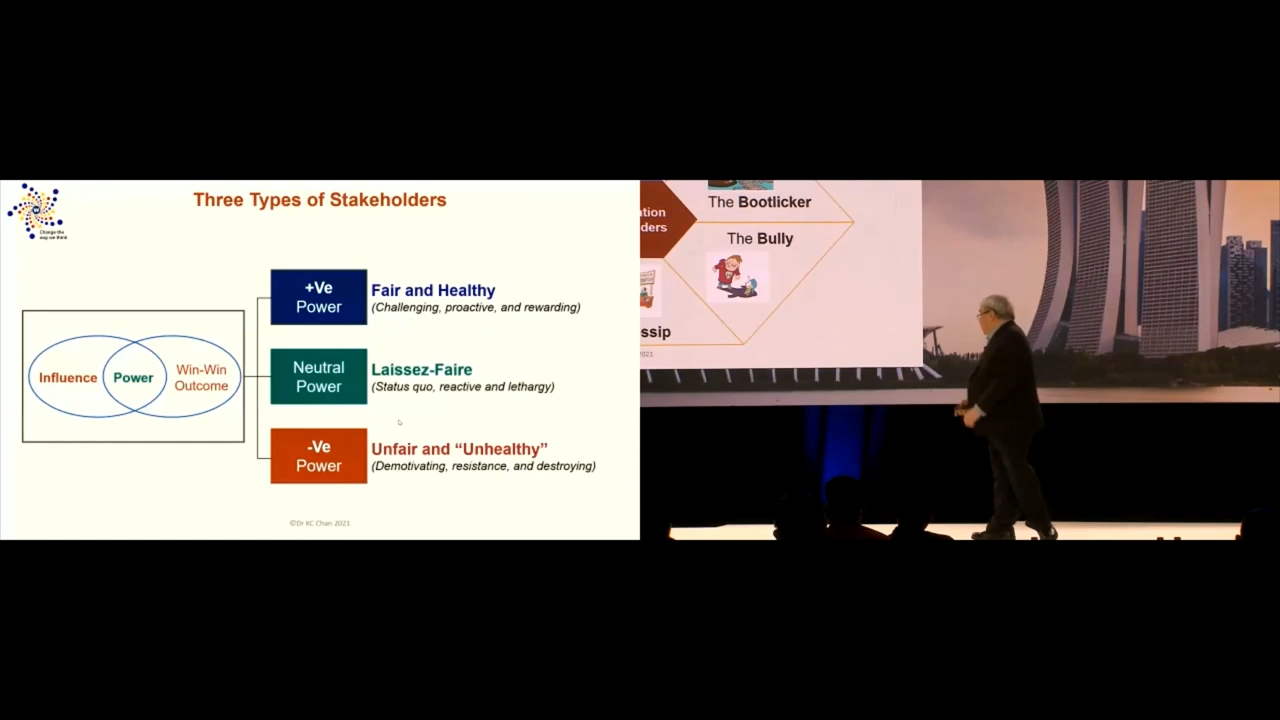 Change the
way we think
Three Types of Stakeholders
Influence
Power
Win-Win
Outcome
+Ve
Power
Fair and Healthy
(Challenging, proactive, and rewarding)
Neutral
Power
Laissez-Faire
(Status quo, reactive and lethargy)
-Ve
Power
Unfair and “Unhealthy”
(Demotivating, resistance, and destroying)
©Dr KC Chan 2021
The Bootlicker
tion
ders
The Bully
ssip
2021